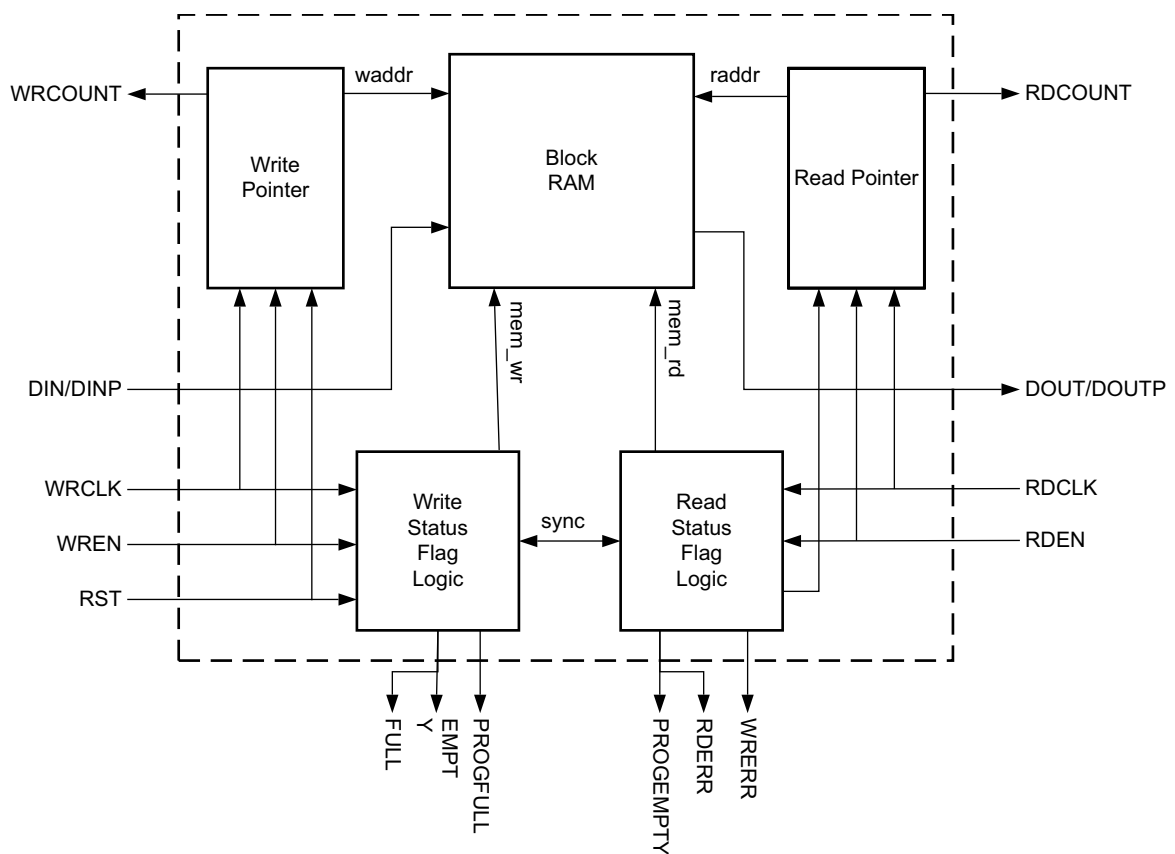 waddr
raddr
WRCOUNT
RDCOUNT
Write
Pointer
Block
RAM
Read Pointer
mem_wr
mem_rd
DIN/DINP
DOUT/DOUTP
WRCLK
WREN
RST
Write
Status
Flag
Logic
sync
Read
Status
Flag
Logic
RDCLK
RDEN
FULL
EMPT
Y
PROGFULL
PROGEMPTY
RDERR
WRERR